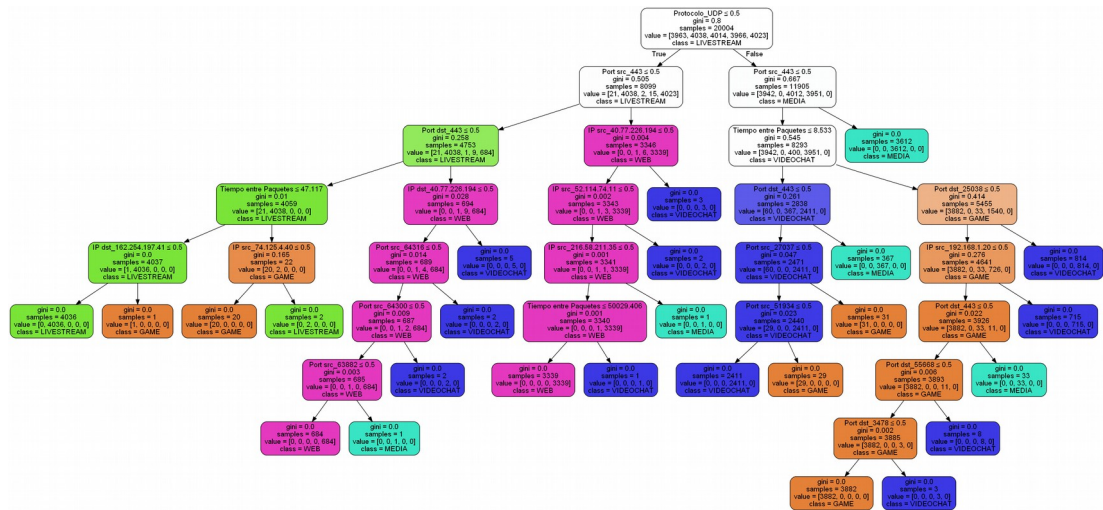 Protocolo_UDP ≤ 0.5
gini = 0.8
samples = 20004
value = [3963, 4038, 4014, 3966, 4023]
class = LIVESTREAM
True
False
Port src_443 ≤ 0.5
gini = 0.505
samples = 8099
value = [21, 4038, 2, 15, 4023]
class = LIVESTREAM
Port src_443 ≤ 0.5
gini = 0.667
samples = 11905
value = [3942, 0, 4012, 3951, 0]
class = MEDIA
Port dst_443 ≤ 0.5
gini = 0.258
samples = 4753
value = [21, 4038, 1, 9, 684]
class = LIVESTREAM
IP src_40.77.226.194 ≤ 0.5
gini = 0.004
samples = 3346
value = [0, 0, 1, 6, 3339]
class = WEB
Tiempo entre Paquetes ≤ 8.533
gini = 0.545
samples = 8293
value = [3942, 0, 400, 3951, 0]
class = VIDEOCHAT
gini = 0.0
samples = 3612
value = [0, 0, 3612, 0, 0]
class = MEDIA
Tiempo entre Paquetes ≤ 47.117
gini = 0.01
samples = 4059
value = [21, 4038, 0, 0, 0]
class = LIVESTREAM
IP dst_40.77.226.194 ≤ 0.5
gini = 0.028
samples = 694
value = [0, 0, 1, 9, 684]
class = WEB
IP src_52.114.74.11 ≤ 0.5
gini = 0.002
samples = 3343
value = [0, 0, 1, 3, 3339]
class = WEB
gini = 0.0
samples = 3
value = [0, 0, 0, 3, 0]
class = VIDEOCHAT
Port dst_443 ≤ 0.5
gini = 0.261
samples = 2838
value = [60, 0, 367, 2411, 0]
class = VIDEOCHAT
Port dst_25038 ≤ 0.5
gini = 0.414
samples = 5455
value = [3882, 0, 33, 1540, 0]
class = GAME
IP dst_162.254.197.41 ≤ 0.5
gini = 0.0
samples = 4037
value = [1, 4036, 0, 0, 0]
class = LIVESTREAM
IP src_74.125.4.40 ≤ 0.5
gini = 0.165
samples = 22
value = [20, 2, 0, 0, 0]
class = GAME
Port src_64316 ≤ 0.5
gini = 0.014
samples = 689
value = [0, 0, 1, 4, 684]
class = WEB
gini = 0.0
samples = 5
value = [0, 0, 0, 5, 0]
class = VIDEOCHAT
IP src_216.58.211.35 ≤ 0.5
gini = 0.001
samples = 3341
value = [0, 0, 1, 1, 3339]
class = WEB
gini = 0.0
samples = 2
value = [0, 0, 0, 2, 0]
class = VIDEOCHAT
Port src_27037 ≤ 0.5
gini = 0.047
samples = 2471
value = [60, 0, 0, 2411, 0]
class = VIDEOCHAT
gini = 0.0
samples = 367
value = [0, 0, 367, 0, 0]
class = MEDIA
IP src_192.168.1.20 ≤ 0.5
gini = 0.276
samples = 4641
value = [3882, 0, 33, 726, 0]
class = GAME
gini = 0.0
samples = 814
value = [0, 0, 0, 814, 0]
class = VIDEOCHAT
gini = 0.0
samples = 4036
value = [0, 4036, 0, 0, 0]
class = LIVESTREAM
gini = 0.0
samples = 1
value = [1, 0, 0, 0, 0]
class = GAME
gini = 0.0
samples = 20
value = [20, 0, 0, 0, 0]
class = GAME
gini = 0.0
samples = 2
value = [0, 2, 0, 0, 0]
class = LIVESTREAM
Port src_64300 ≤ 0.5
gini = 0.009
samples = 687
value = [0, 0, 1, 2, 684]
class = WEB
gini = 0.0
samples = 2
value = [0, 0, 0, 2, 0]
class = VIDEOCHAT
Tiempo entre Paquetes ≤ 50029.406
gini = 0.001
samples = 3340
value = [0, 0, 0, 1, 3339]
class = WEB
gini = 0.0
samples = 1
value = [0, 0, 1, 0, 0]
class = MEDIA
Port src_51934 ≤ 0.5
gini = 0.023
samples = 2440
value = [29, 0, 0, 2411, 0]
class = VIDEOCHAT
gini = 0.0
samples = 31
value = [31, 0, 0, 0, 0]
class = GAME
Port dst_443 ≤ 0.5
gini = 0.022
samples = 3926
value = [3882, 0, 33, 11, 0]
class = GAME
gini = 0.0
samples = 715
value = [0, 0, 0, 715, 0]
class = VIDEOCHAT
Port src_63882 ≤ 0.5
gini = 0.003
samples = 685
value = [0, 0, 1, 0, 684]
class = WEB
gini = 0.0
samples = 2
value = [0, 0, 0, 2, 0]
class = VIDEOCHAT
gini = 0.0
samples = 3339
value = [0, 0, 0, 0, 3339]
class = WEB
gini = 0.0
samples = 1
value = [0, 0, 0, 1, 0]
class = VIDEOCHAT
gini = 0.0
samples = 2411
value = [0, 0, 0, 2411, 0]
class = VIDEOCHAT
gini = 0.0
samples = 29
value = [29, 0, 0, 0, 0]
class = GAME
Port dst_55668 ≤ 0.5
gini = 0.006
samples = 3893
value = [3882, 0, 0, 11, 0]
class = GAME
gini = 0.0
samples = 33
value = [0, 0, 33, 0, 0]
class = MEDIA
gini = 0.0
samples = 684
value = [0, 0, 0, 0, 684]
class = WEB
gini = 0.0
samples = 1
value = [0, 0, 1, 0, 0]
class = MEDIA
Port dst_3478 ≤ 0.5
gini = 0.002
samples = 3885
value = [3882, 0, 0, 3, 0]
class = GAME
gini = 0.0
samples = 8
value = [0, 0, 0, 8, 0]
class = VIDEOCHAT
gini = 0.0
samples = 3882
value = [3882, 0, 0, 0, 0]
class = GAME
gini = 0.0
samples = 3
value = [0, 0, 0, 3, 0]
class = VIDEOCHAT